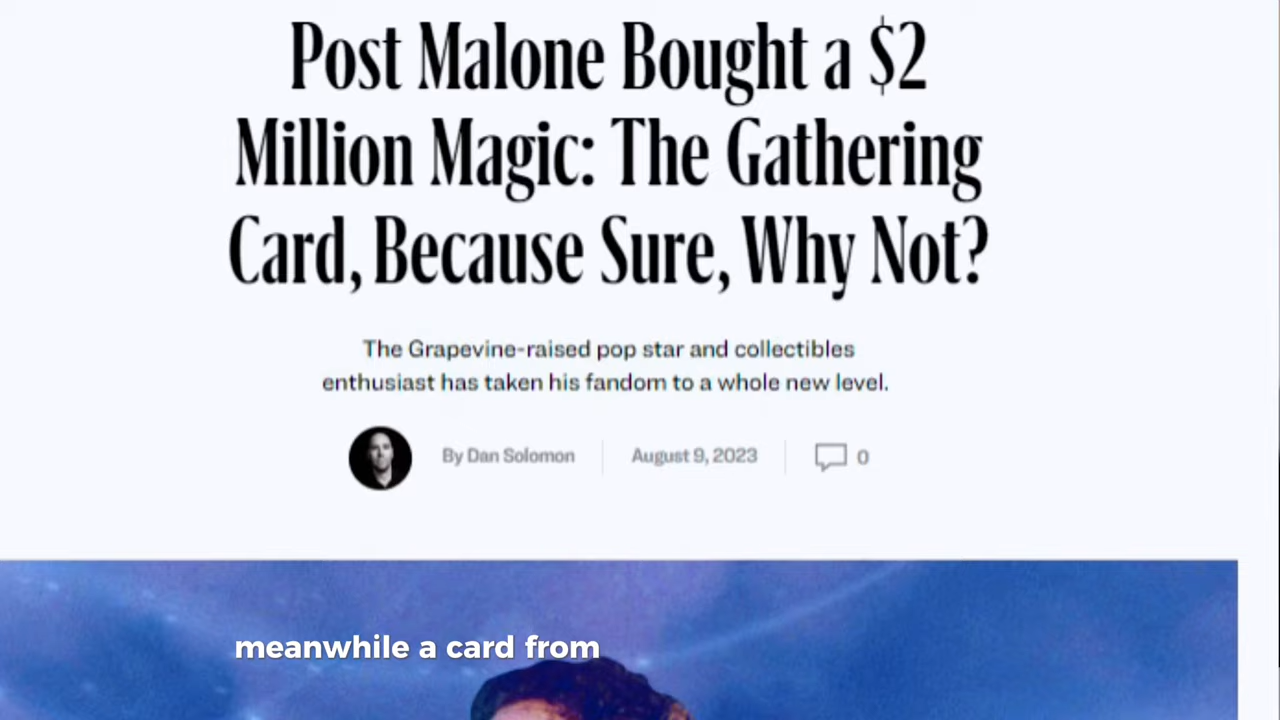 Post Malone Bought a $2
Million Magic: The Gathering
Card, Because Sure, Why Not?
The Grapevine-raised pop star and collectibles
enthusiast has taken his fandom to a whole new level.
By Dan Solomon August 9, 2023 0
meanwhile a card from